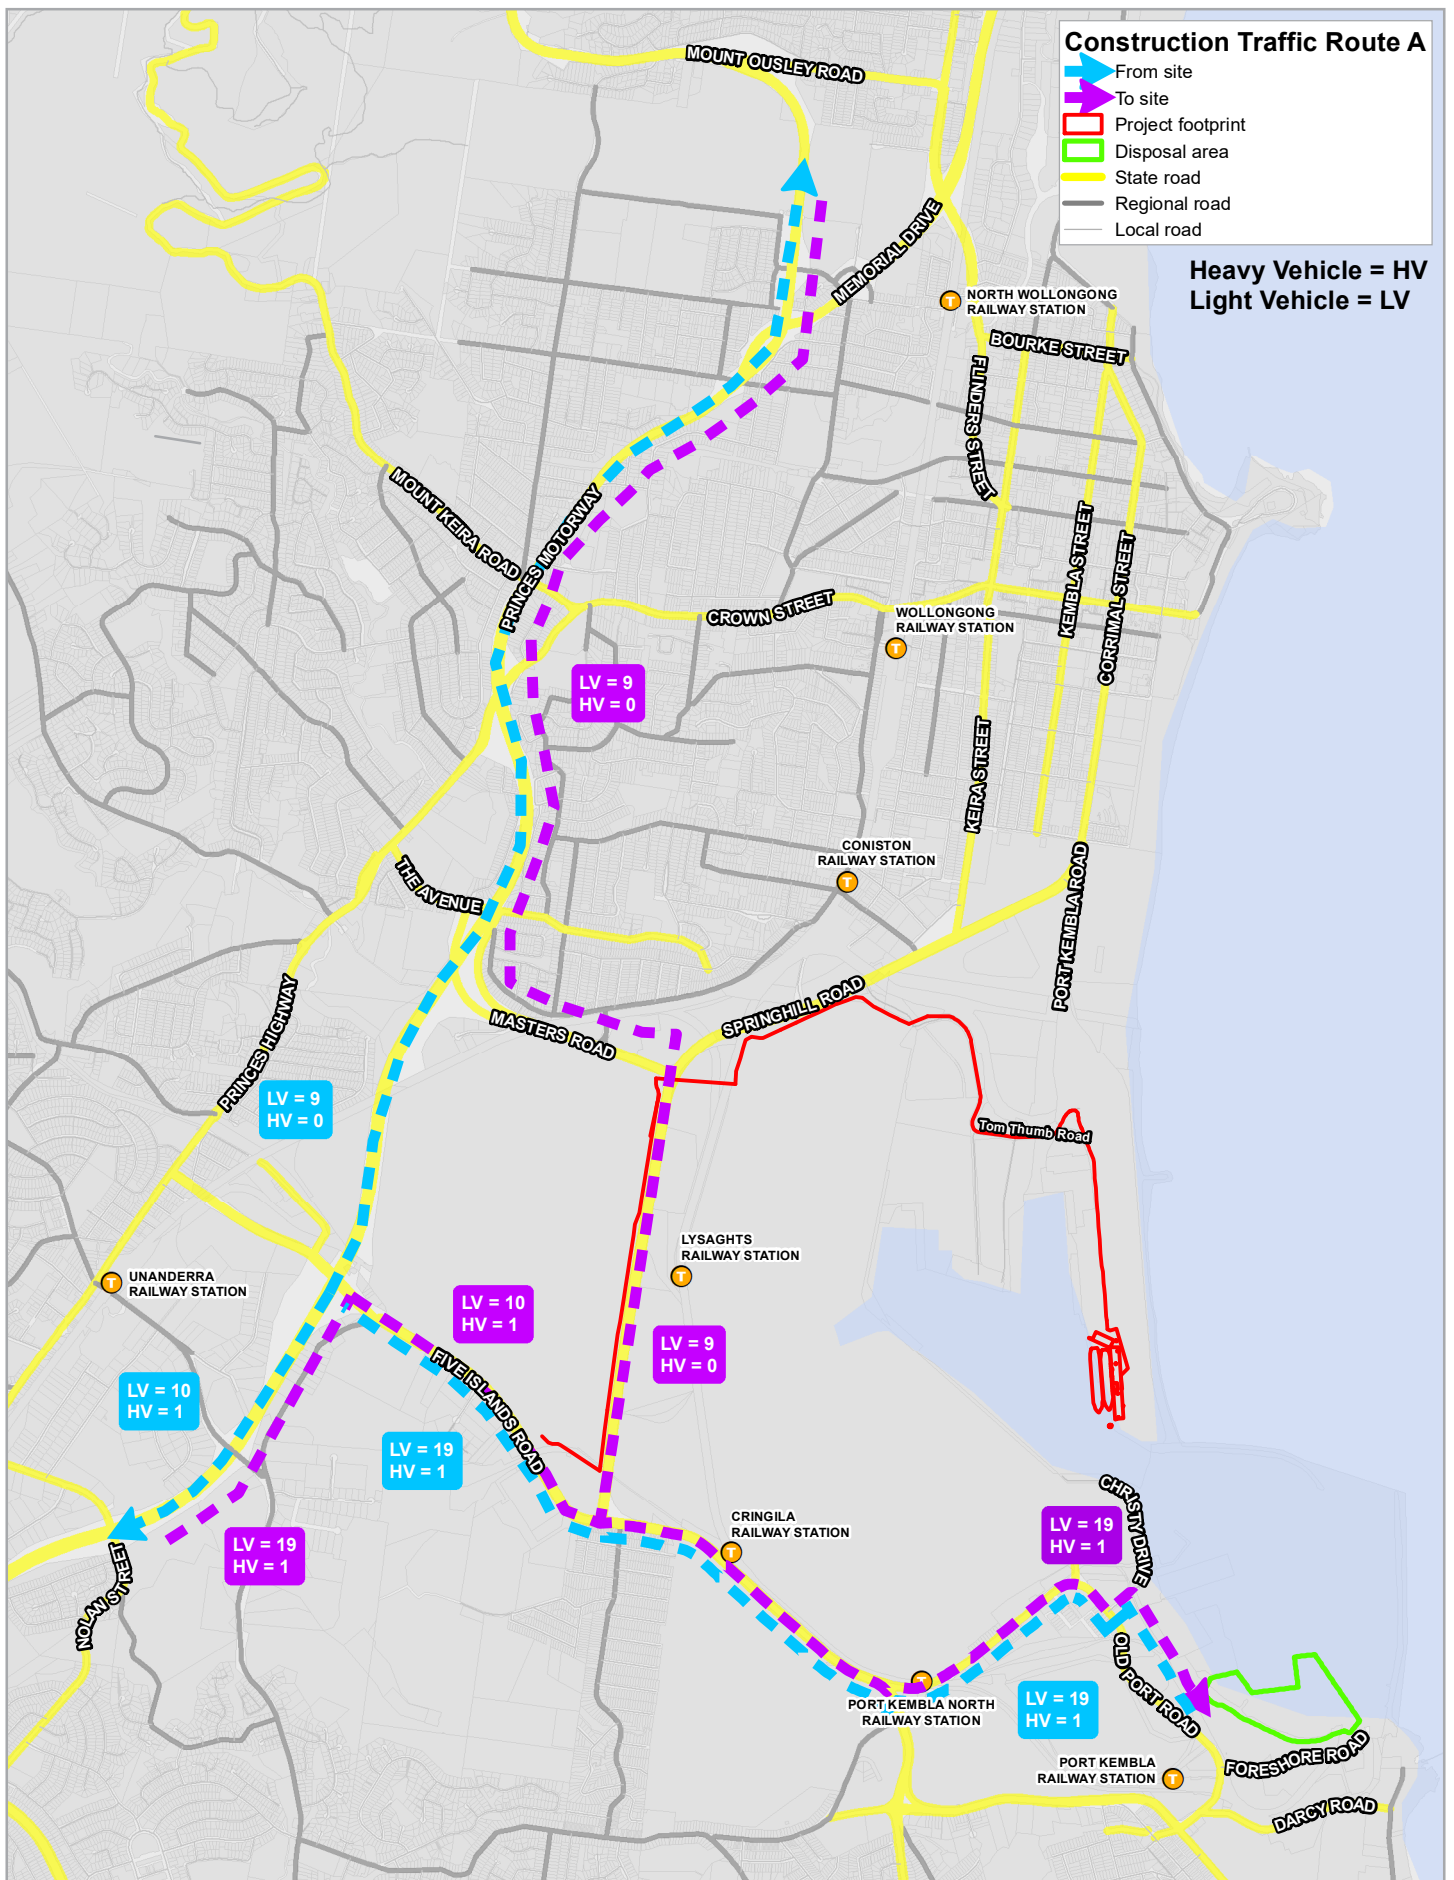 Construction Traffic Route A
From site
To site
Project footprint
Disposal area
State road
Regional road
Local road
Heavy Vehicle = HV
Light Vehicle = LV
MOUNT OUSLEY ROAD
MEMORIAL DRIVE
T
NORTH WOLLONGONG
RAILWAY STATION
BOURKE STREET
FLINDERS STREET
MOUNT KEIRA ROAD
PRINCES MOTORWAY
KEMBLA STREET
CORRIMAL STREET
CROWN STREET
WOLLONGONG
RAILWAY STATION
T
LV = 9
HV = 0
KEIRA STREET
CONISTON
RAILWAY STATION
T
THE AVENUE
PORT KEMBLA ROAD
PRINCES HIGHWAY
SPRINGHILL ROAD
MASTERS ROAD
LV = 9
HV = 0
Tom Thumb Road
LYSAGHTS
RAILWAY STATION
T
T
UNANDERRA
RAILWAY STATION
LV = 10
HV = 1
LV = 9
HV = 0
LV = 10
HV = 1
FIVE ISLANDS ROAD
LV = 19
HV = 1
CHRISTY DRIVE
CRINGILA
RAILWAY STATION
T
LV = 19
HV = 1
LV = 19
HV = 1
NOLAN STREET
OLD PORT ROAD
T
PORT KEMBLA NORTH
RAILWAY STATION
LV = 19
HV = 1
PORT KEMBLA
RAILWAY STATION
T
FORESHORE ROAD
DARCY ROAD